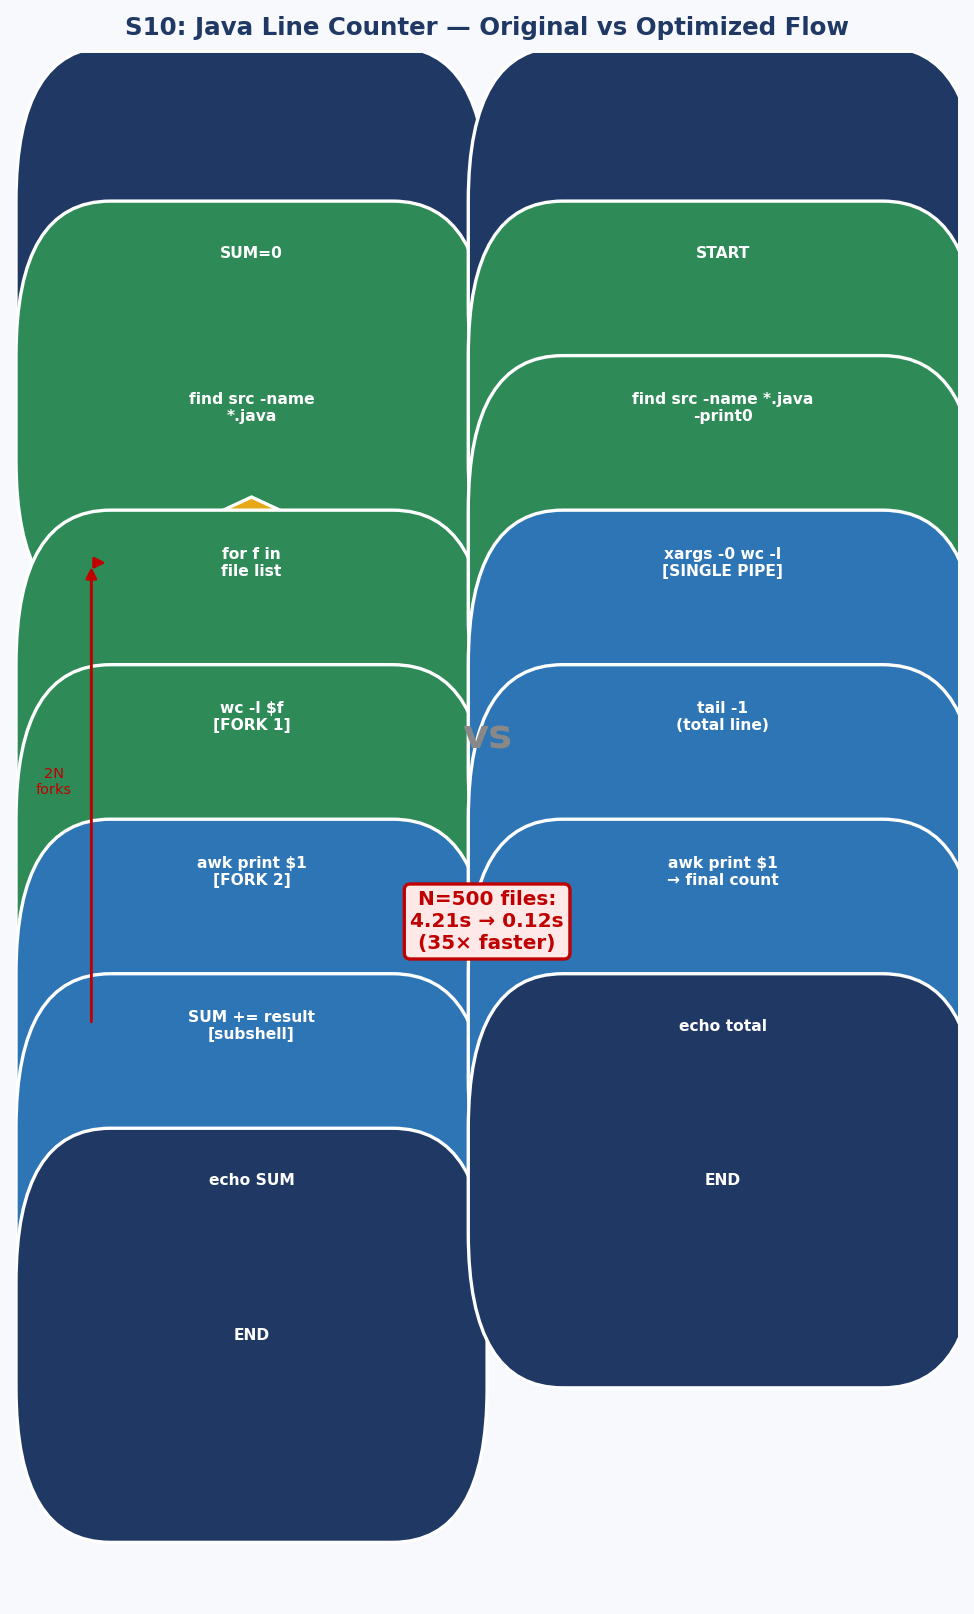 S10: Java Line Counter — Original vs Optimized Flow
SUM=0
find src -name
*.java
for f in
file list
wc -l $f
[FORK 1]
2N
forks
awk print $1
[FORK 2]
SUM += result
[subshell]
echo SUM
END
vs
N=500 files:
4.21s → 0.12s
(35× faster)
START
find src -name *.java
-print0
xargs -0 wc -l
[SINGLE PIPE]
tail -1
(total line)
awk print $1
→ final count
echo total
END